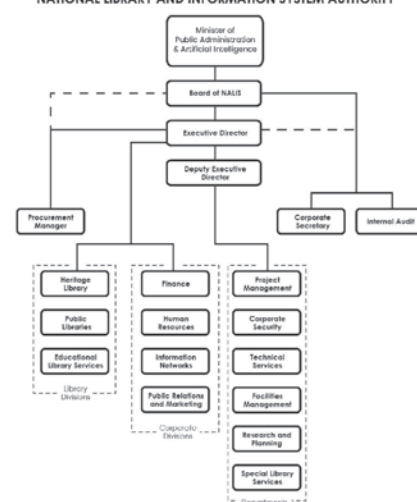 NATIONAL LIBRARY AND INFORMATION SYSTEM AUTHORITY
Minister of
Public Administration
& Artificial Intelligence
Board of NALIS
Executive Director
Deputy Executive
Director
Procurement
Manager
Corporate
Secretary
Internal Audit
Heritage
Library
Public
Libraries
Educational
Library Services
Library
Divisions
Finance
Human
Resources
Information
Networks
Public Relations
and Marketing
Corporate
Divisions
Project
Management
Corporate
Security
Technical
Services
Facilities
Management
Research and
Planning
Special Library
Services